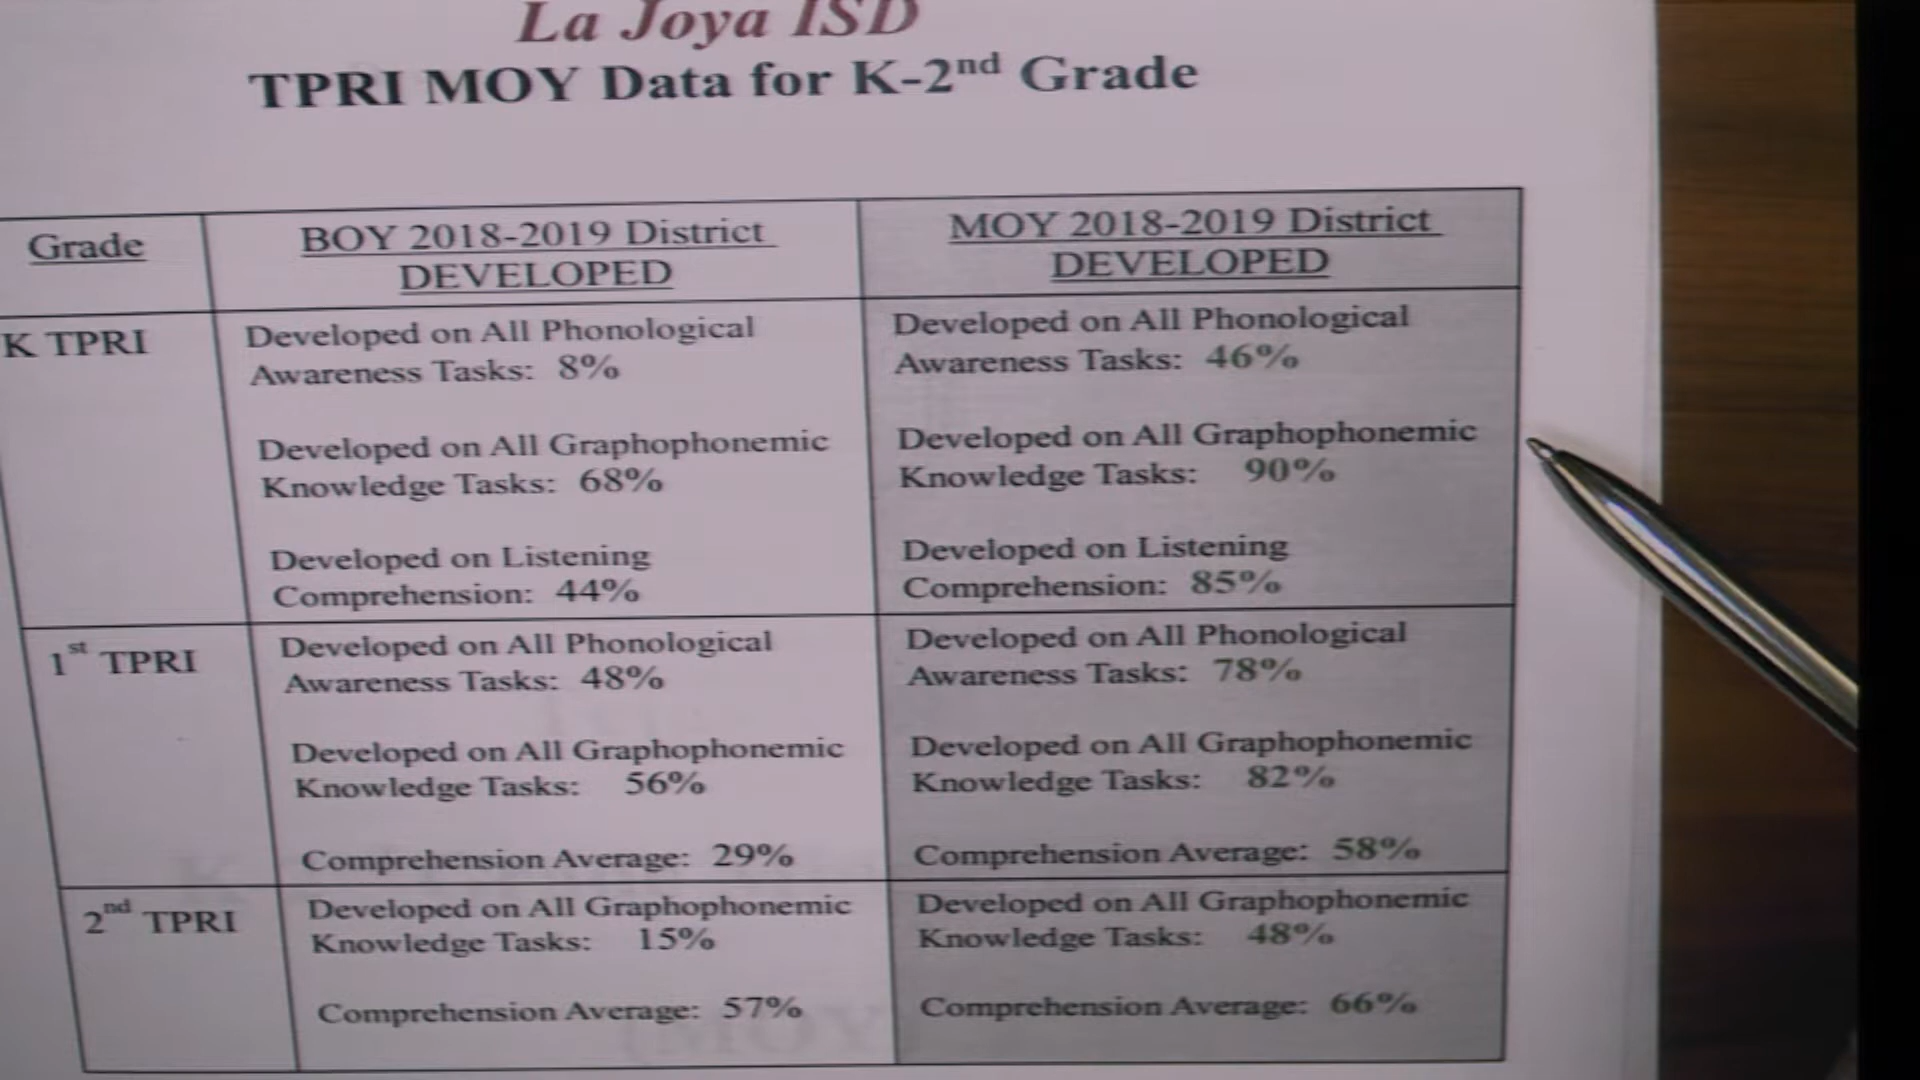 La Joya ISD
TPRI MOY Data for K-2nd Grade
Grade
BOY 2018-2019 District
DEVELOPED
MOY 2018-2019 District
DEVELOPED
K TPRI
Developed on All Phonological
Awareness Tasks: 8%
Developed on All Graphophonemic
Knowledge Tasks: 68%
Developed on Listening
Comprehension: 44%
Developed on All Phonological
Awareness Tasks: 46%
Developed on All Graphophonemic
Knowledge Tasks: 90%
Developed on Listening
Comprehension: 85%
1st TPRI
Developed on All Phonological
Awareness Tasks: 48%
Developed on All Graphophonemic
Knowledge Tasks: 56%
Comprehension Average: 29%
Developed on All Phonological
Awareness Tasks: 78%
Developed on All Graphophonemic
Knowledge Tasks: 82%
Comprehension Average: 58%
2nd TPRI
Developed on All Graphophonemic
Knowledge Tasks: 15%
Comprehension Average: 57%
Developed on All Graphophonemic
Knowledge Tasks: 48%
Comprehension Average: 66%